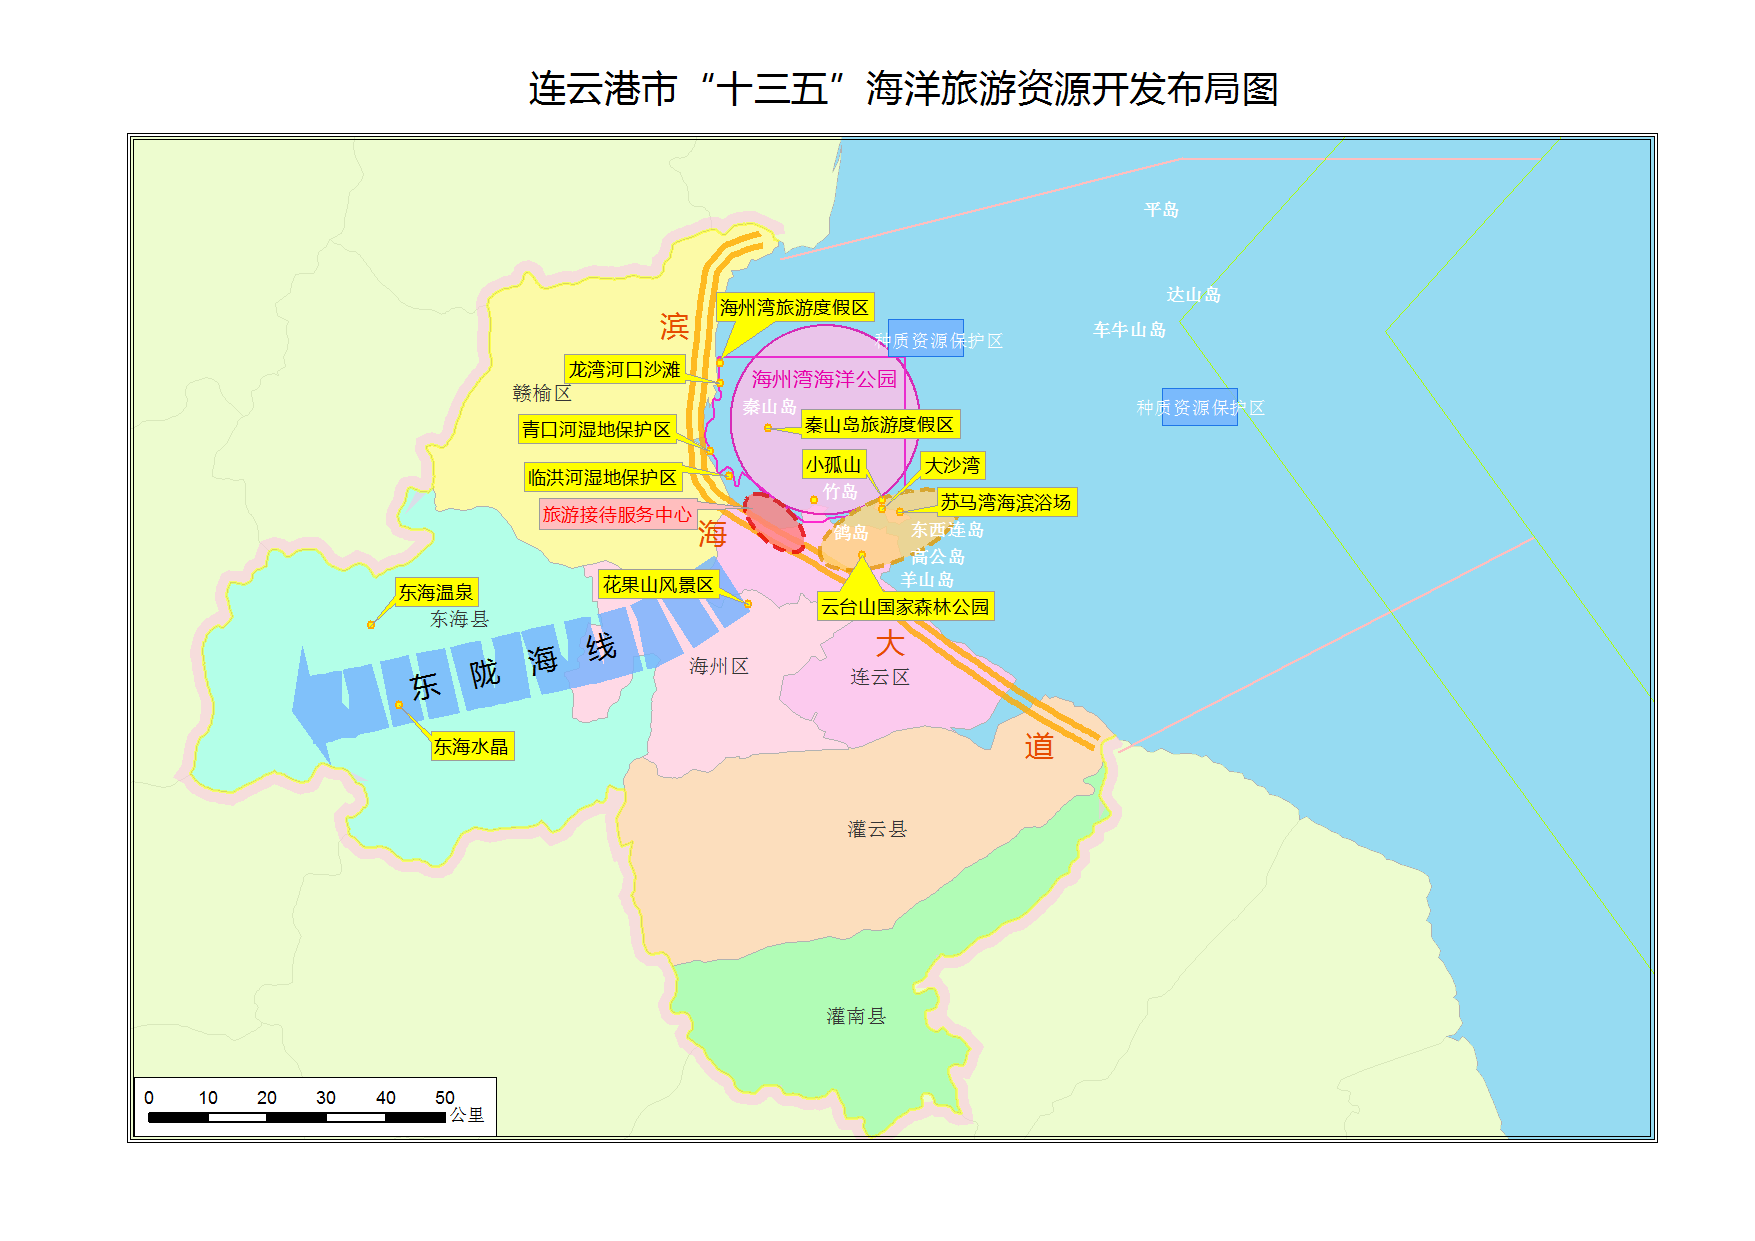 连云港市“十三五”海洋旅游资源开发布局图
平岛
达山岛
车牛山岛
海州湾旅游度假区
滨
种质资源保护区
龙湾河口沙滩
海州湾海洋公园
赣榆区
秦山岛
种质资源保护区
青口河湿地保护区
秦山岛旅游度假区
小孤山
大沙湾
临洪河湿地保护区
竹岛
苏马湾海滨浴场
旅游接待服务中心
海
鸽岛
东西连岛
高公岛
羊山岛
花果山风景区
东海温泉
云台山国家森林公园
东海县
大
东陇海线
海州区
连云区
东海水晶
道
灌云县
灌南县
0 10 20 30 40 50
公里